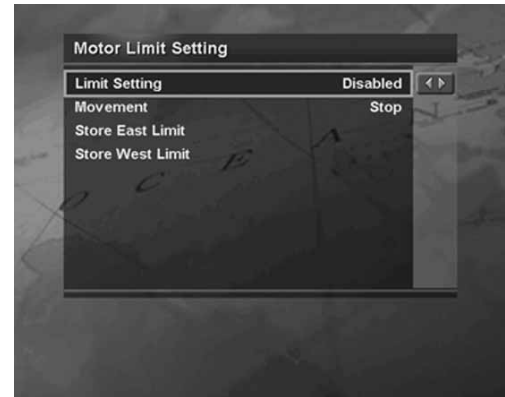 Motor Limit Setting
Limit Setting Disabled
Movement Stop
Store East Limit
Store West Limit
O C E A